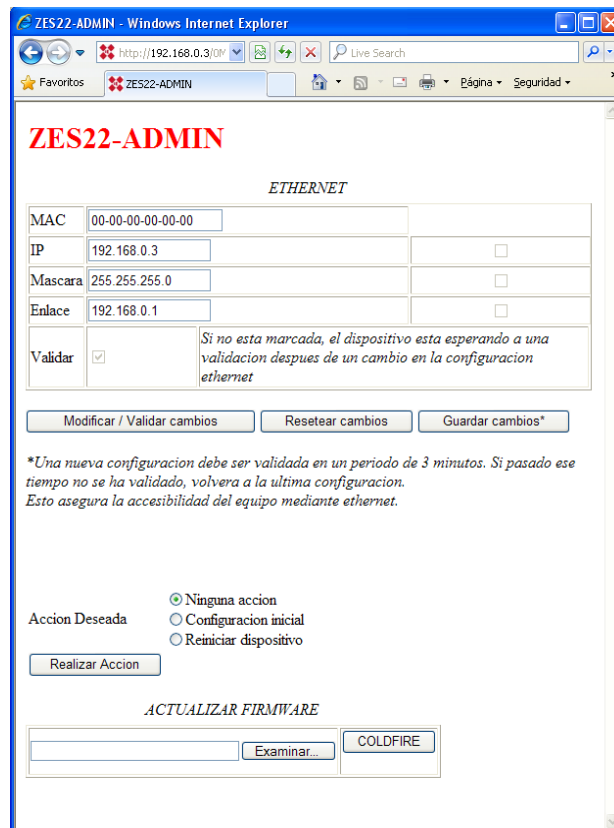 ZES22-ADMIN - Windows Internet Explorer
http://192.168.0.3/0M
Live Search
Favoritos
ZES22-ADMIN
Página
Seguridad
»
ZES22-ADMIN
ETHERNET
MAC 00-00-00-00-00-00
IP 192.168.0.3
Mascara 255.255.255.0
Enlace 192.168.0.1
Validar
Si no esta marcada, el dispositivo esta esperando a una
validacion despues de un cambio en la configuracion
ethernet
Modificar / Validar cambios Resetear cambios Guardar cambios*
*Una nueva configuracion debe ser validada en un periodo de 3 minutos. Si pasado ese
tiempo no se ha validado, volvera a la ultima configuracion.
Esto asegura la accesibilidad del equipo mediante ethernet.
Accion Deseada
Ninguna accion
Configuracion inicial
Reiniciar dispositivo
Realizar Accion
ACTUALIZAR FIRMWARE
Examinar... COLDFIRE